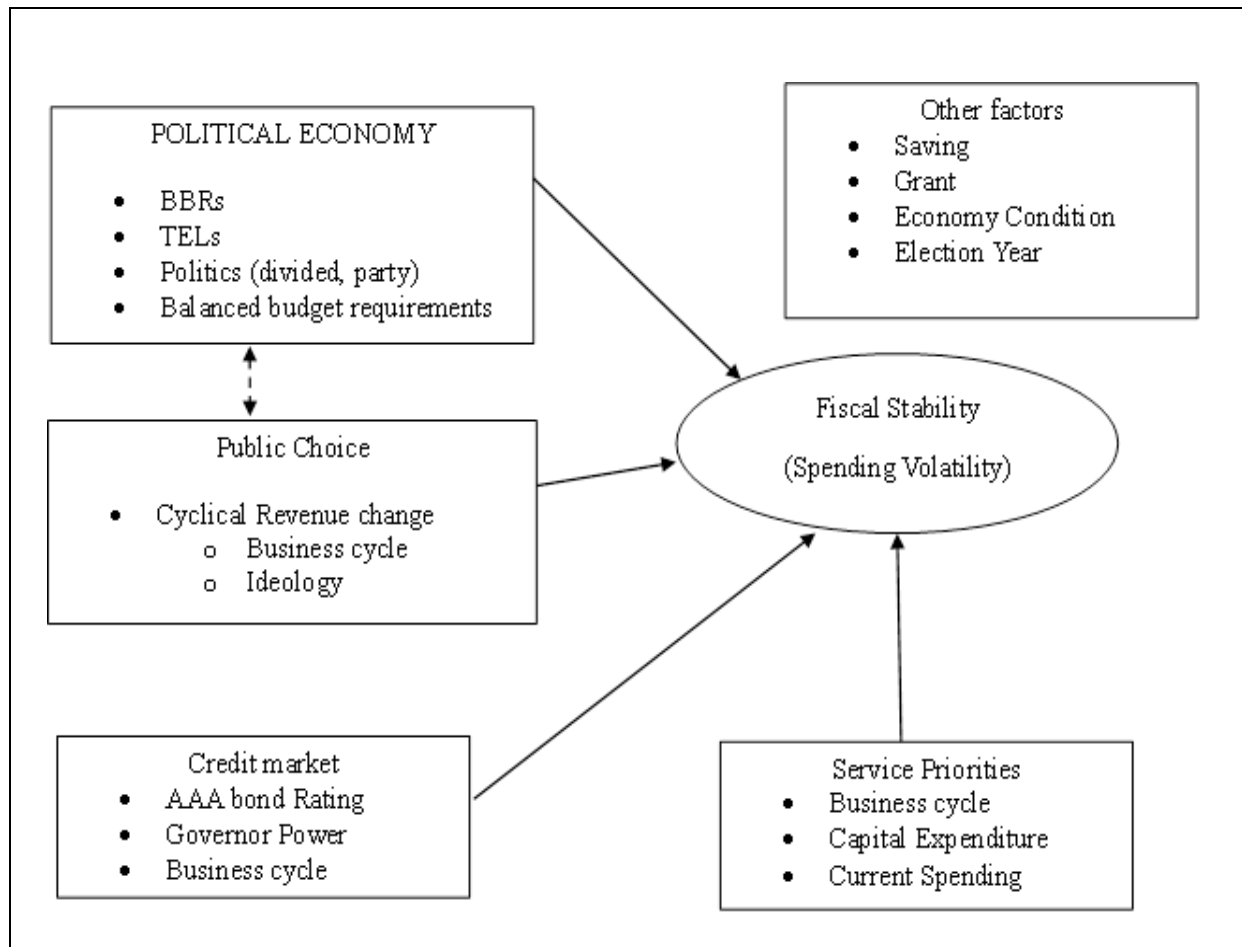 POLITICAL ECONOMY
• BBRs
• TELs
• Politics (divided, party)
• Balanced budget requirements
Other factors
• Saving
• Grant
• Economy Condition
• Election Year
Public Choice
• Cyclical Revenue change
o Business cycle
o Ideology
Fiscal Stability
(Spending Volatility)
Credit market
• AAA bond Rating
• Governor Power
• Business cycle
Service Priorities
• Business cycle
• Capital Expenditure
• Current Spending